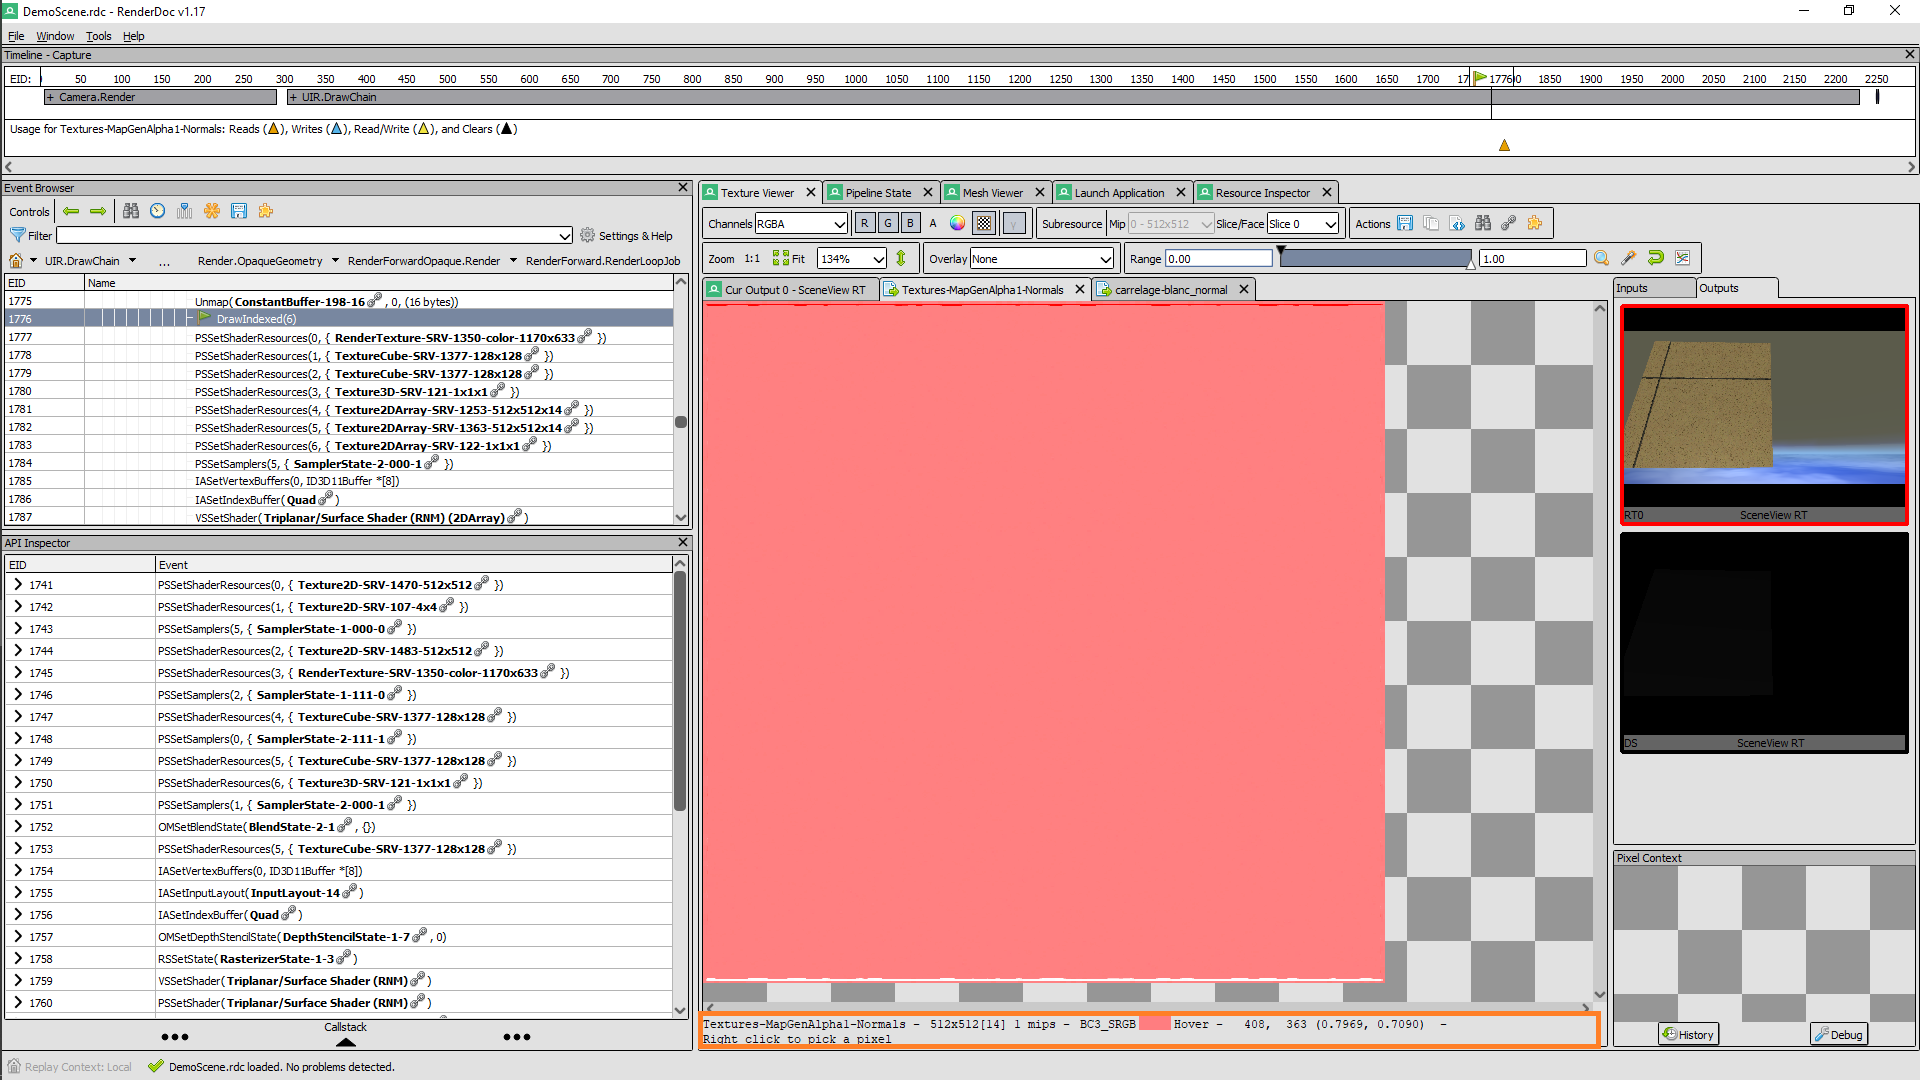 DemoScene.rdc - RenderDoc v1.17
File Window Tools Help
Timeline - Capture
EID: 50 100 150 200 250 300 350 400 450 500 550 600 650 700 750 800 850 900 950 1000 1050 1100 1150 1200 1250 1300 1350 1400 1450 1500 1550 1600 1650 1700 17 1776 1850 1900 1950 2000 2050 2100 2150 2200 2250
+ Camera.Render + UIR.DrawChain
Usage for Textures-MapGenAlpha1-Normals: Reads (▲), Writes (▲), Read/Write (▲), and Clears (▲)
Event Browser
Controls
Filter Settings & Help
UIR.DrawChain ... Render.OpaqueGeometry RenderForwardOpaque.Render RenderForward.RenderLoopJob
EID Name
1775 Unmap(ConstantBuffer-198-16, 0, (16 bytes))
1776 DrawIndexed(6)
1777 PSSetShaderResources(0, { RenderTexture-SRV-1350-color-1170x633 })
1778 PSSetShaderResources(1, { TextureCube-SRV-1377-128x128 })
1779 PSSetShaderResources(2, { TextureCube-SRV-1377-128x128 })
1780 PSSetShaderResources(3, { Texture3D-SRV-121-1x1x1 })
1781 PSSetShaderResources(4, { Texture2DArray-SRV-1253-512x512x14 })
1782 PSSetShaderResources(5, { Texture2DArray-SRV-1363-512x512x14 })
1783 PSSetShaderResources(6, { Texture2DArray-SRV-122-1x1x1 })
1784 PSSetSamplers(5, { SamplerState-2-000-1 })
1785 IASetVertexBuffers(0, ID3D11Buffer *[8])
1786 IASetIndexBuffer(Quad)
1787 VSSetShader(Triplanar/Surface Shader (RNM) (2DArray))
API Inspector
EID Event
1741 PSSetShaderResources(0, { Texture2D-SRV-1470-512x512 })
1742 PSSetShaderResources(1, { Texture2D-SRV-107-4x4 })
1743 PSSetSamplers(5, { SamplerState-1-000-0 })
1744 PSSetShaderResources(2, { Texture2D-SRV-1483-512x512 })
1745 PSSetShaderResources(3, { RenderTexture-SRV-1350-color-1170x633 })
1746 PSSetSamplers(2, { SamplerState-1-111-0 })
1747 PSSetShaderResources(4, { TextureCube-SRV-1377-128x128 })
1748 PSSetSamplers(0, { SamplerState-2-111-1 })
1749 PSSetShaderResources(5, { TextureCube-SRV-1377-128x128 })
1750 PSSetShaderResources(6, { Texture3D-SRV-121-1x1x1 })
1751 PSSetSamplers(1, { SamplerState-2-000-1 })
1752 OMSetBlendState(BlendState-2-1, {})
1753 PSSetShaderResources(5, { TextureCube-SRV-1377-128x128 })
1754 IASetVertexBuffers(0, ID3D11Buffer *[8])
1755 IASetInputLayout(InputLayout-14)
1756 IASetIndexBuffer(Quad)
1757 OMSetDepthStencilState(DepthStencilState-1-7, 0)
1758 RSSetState(RasterizerState-1-3)
1759 VSSetShader(Triplanar/Surface Shader (RNM))
1760 PSSetShader(Triplanar/Surface Shader (RNM))
Callstack
Replay Context: Local DemoScene.rdc loaded. No problems detected.
Texture Viewer Pipeline State Mesh Viewer Launch Application Resource Inspector
Channels RGBA R G B A γ Subresource Mip 0 - 512x512 Slice/Face Slice 0 Actions
Zoom 1:1 Fit 134% Overlay None Range 0.00 1.00
Cur Output 0 - SceneView RT Textures-MapGenAlpha1-Normals carrelage-blanc_normal
Textures-MapGenAlpha1-Normals - 512x512[14] 1 mips - BC3_SRGB Hover - 408, 363 (0.7969, 0.7090) -
Right click to pick a pixel
Inputs Outputs
RT0 SceneView RT
DS SceneView RT
Pixel Context
History Debug